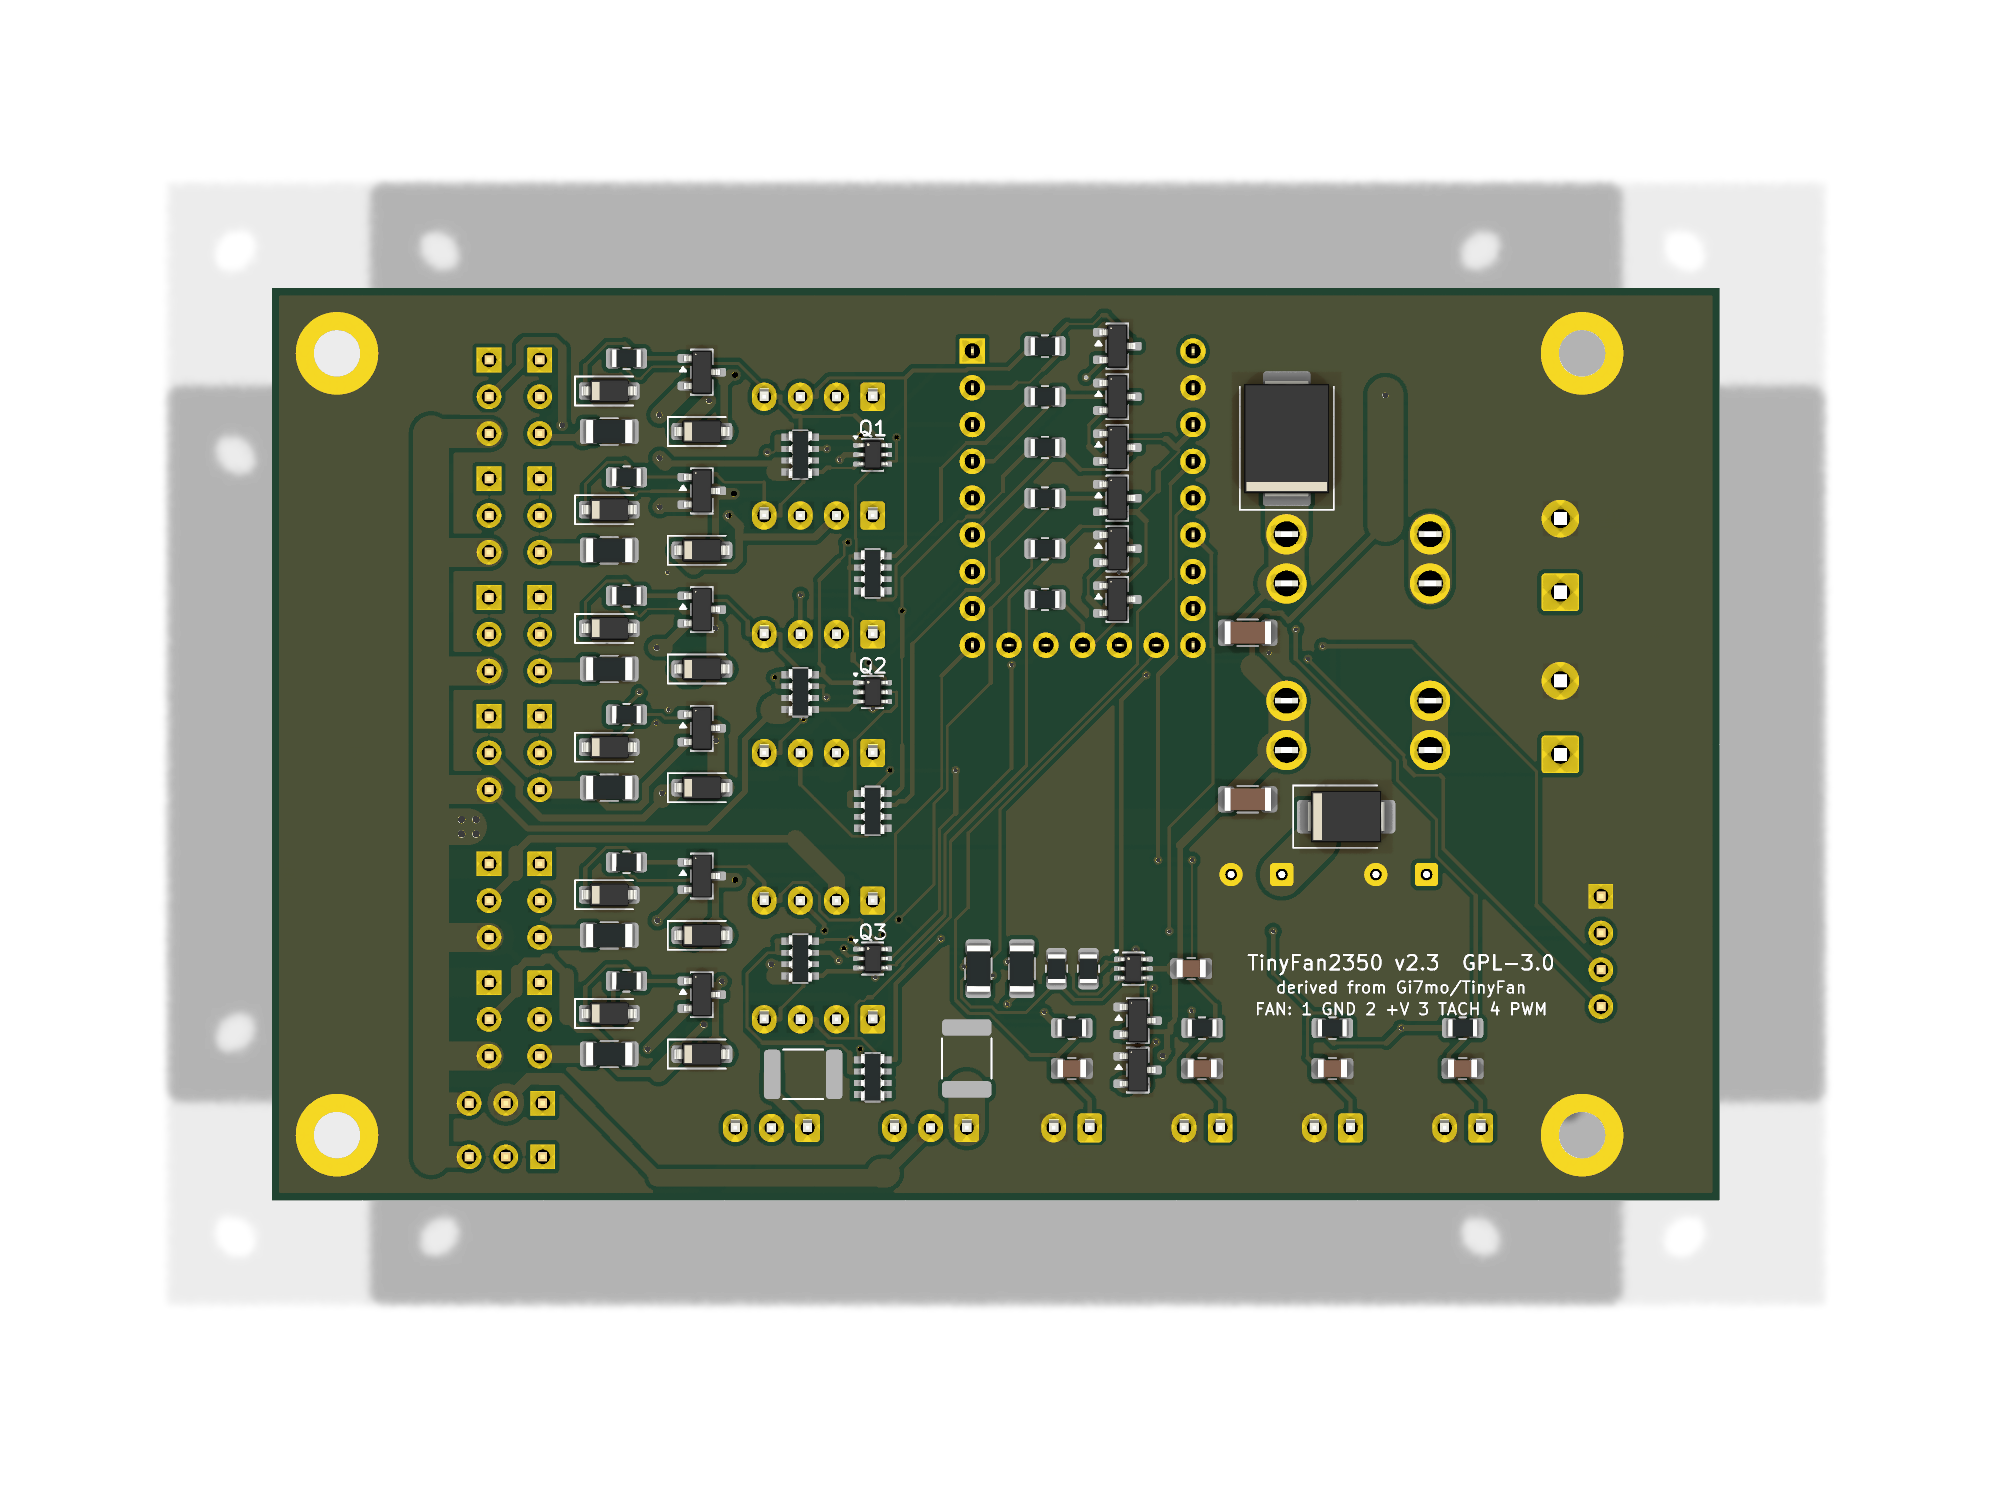 Q1
Q2
Q3
TinyFan2350 v2.3 GPL-3.0
derived from Gi7mo/TinyFan
FAN: 1 GND 2 +V 3 TACH 4 PWM